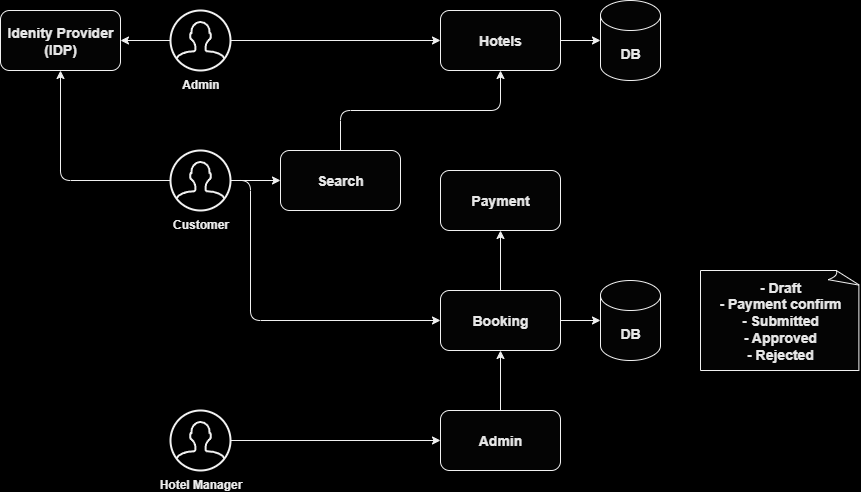 Idenity Provider
(IDP)
Admin
Hotels
DB
Customer
Search
Payment
Booking
DB
- Draft
- Payment confirm
- Submitted
- Approved
- Rejected
Hotel Manager
Admin